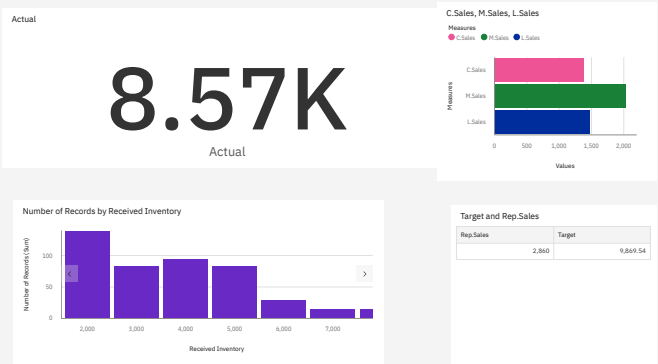 Actual
8.57K
Actual
C.Sales, M.Sales, L.Sales
Measures
C.Sales M.Sales L.Sales
Measures
C.Sales
M.Sales
L.Sales
0 500 1,000 1,500 2,000
Values
Number of Records by Received Inventory
Number of Records (Sum)
100
50
0
2,000 3,000 4,000 5,000 6,000 7,000
Received Inventory
Target and Rep.Sales
Rep.Sales Target
2,860 9,869.54